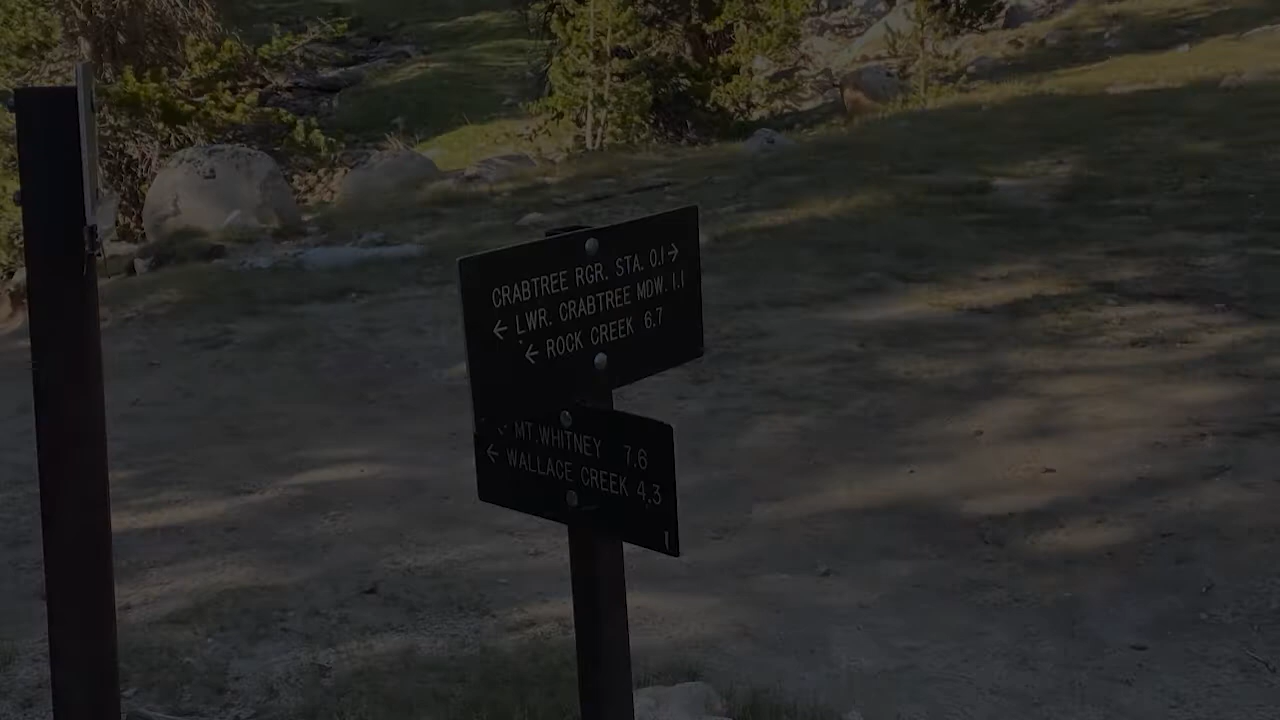 CRABTREE RGR. STA. 0.1→
← LWR. CRABTREE MDW. 1.1
← ROCK CREEK 6.7
← MT. WHITNEY 7.6
← WALLACE CREEK 4.3